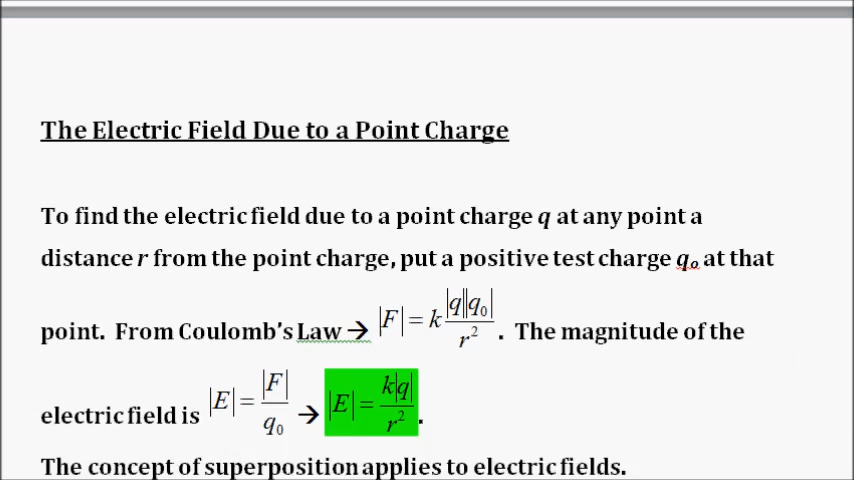 The Electric Field Due to a Point Charge
To find the electric field due to a point charge q at any point a
distance r from the point charge, put a positive test charge q₀ at that
point. From Coulomb's Law → |F| = k |q||q₀| / r² . The magnitude of the
electric field is |E| = |F| / q₀ → |E| = k|q| / r² .
The concept of superposition applies to electric fields.